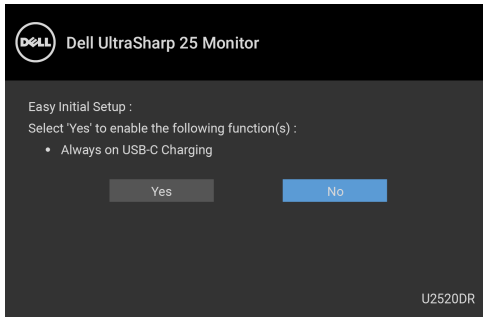 DELL
Dell UltraSharp 25 Monitor
Easy Initial Setup :
Select 'Yes' to enable the following function(s) :
• Always on USB-C Charging
Yes
No
U2520DR